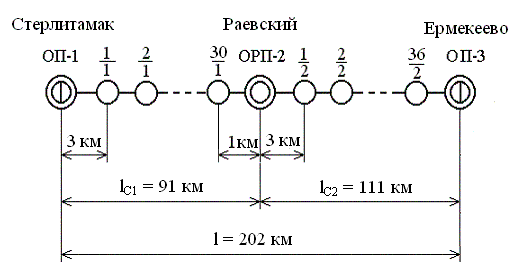 Стерлитамак Раевский Ермекеево
ОП-1 1/1 2/1 30/1 ОРП-2 1/2 2/2 36/2 ОП-3
3 км 1км 3 км
lС1 = 91 км lС2 = 111 км
l = 202 км